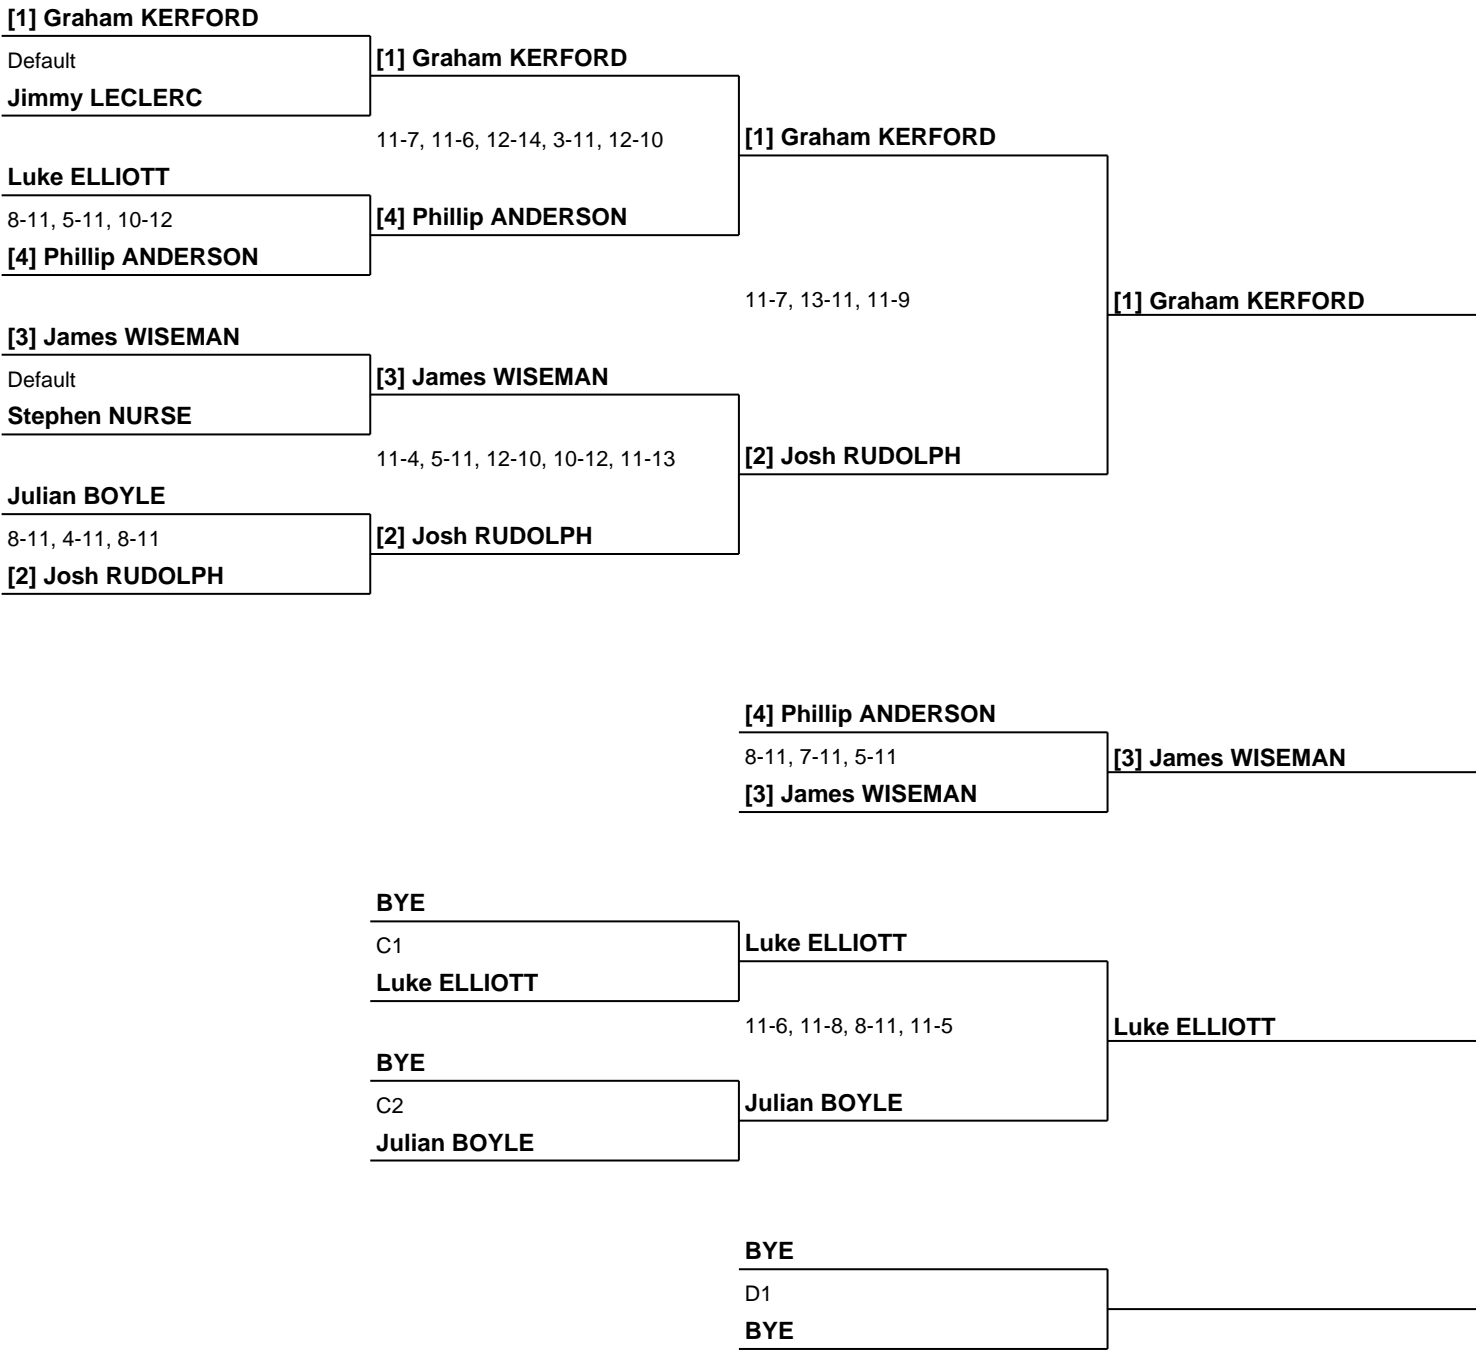 [1] Graham KERFORD
Default
[1] Graham KERFORD
Jimmy LECLERC
11-7, 11-6, 12-14, 3-11, 12-10
[1] Graham KERFORD
Luke ELLIOTT
8-11, 5-11, 10-12
[4] Phillip ANDERSON
[4] Phillip ANDERSON
11-7, 13-11, 11-9
[1] Graham KERFORD
[3] James WISEMAN
Default
[3] James WISEMAN
Stephen NURSE
11-4, 5-11, 12-10, 10-12, 11-13
[2] Josh RUDOLPH
Julian BOYLE
8-11, 4-11, 8-11
[2] Josh RUDOLPH
[2] Josh RUDOLPH
[4] Phillip ANDERSON
8-11, 7-11, 5-11
[3] James WISEMAN
[3] James WISEMAN
BYE
C1
Luke ELLIOTT
Luke ELLIOTT
11-6, 11-8, 8-11, 11-5
Luke ELLIOTT
BYE
C2
Julian BOYLE
Julian BOYLE
BYE
D1
BYE